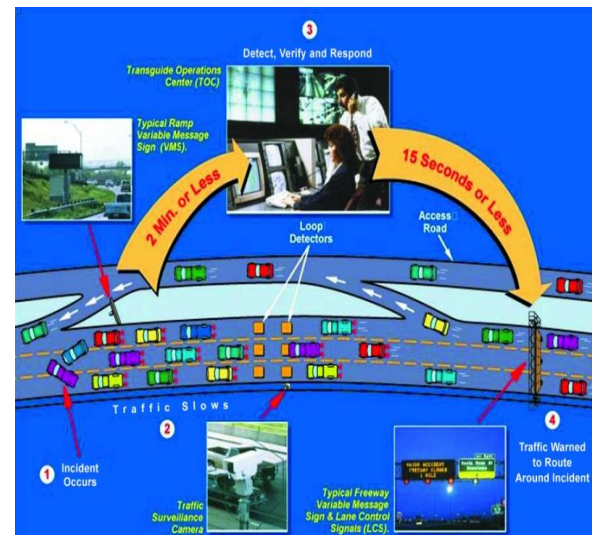 3
Detect, Verify and Respond
Transguide Operations
Center (TOC)
Typical Ramp
Variable Message
Sign (VMS).
2 Min. or Less
15 Seconds or Less
Loop
Detectors
Access
Road
Traffic Slows
2
1
Incident
Occurs
4
Traffic Warned
to Route
Around Incident
Traffic
Surveillance
Camera
Typical Freeway
Variable Message
Sign & Lane Control
Signals (LCS).
MAJOR ACCIDENT
FREEWAY CLOSED
1 MILE